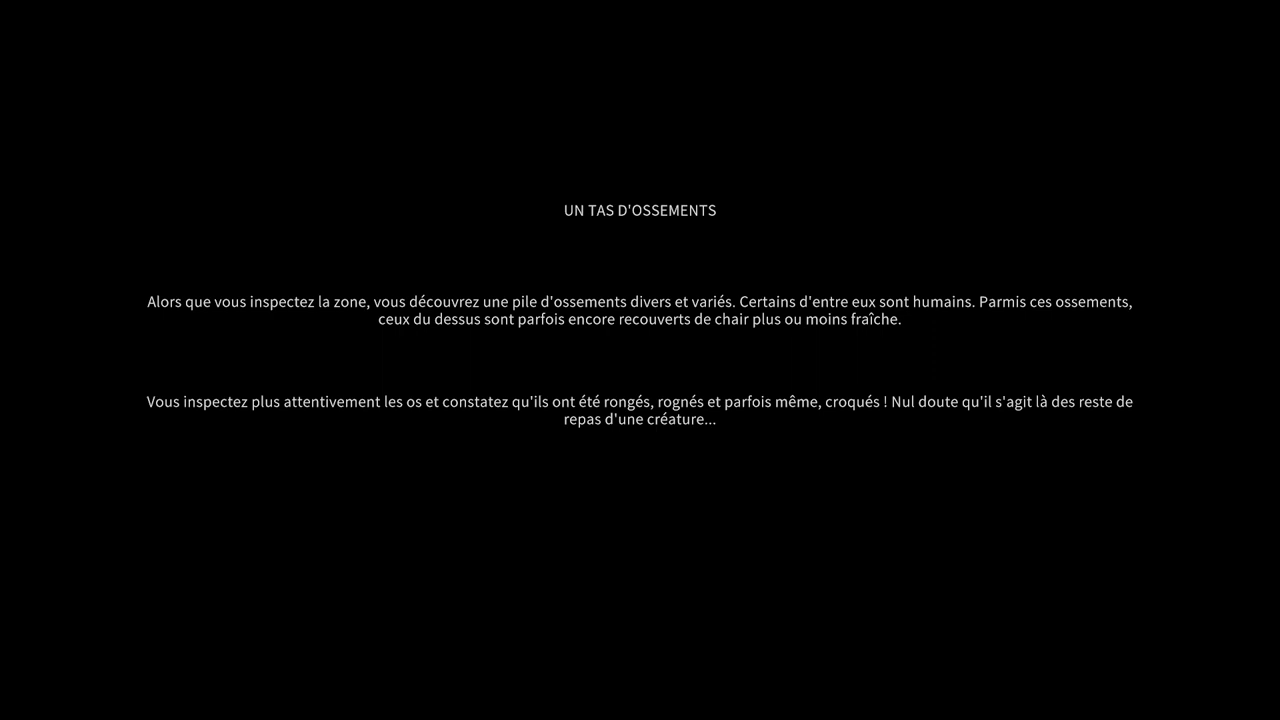 UN TAS D'OSSEMENTS
Alors que vous inspectez la zone, vous découvrez une pile d'ossements divers et variés. Certains d'entre eux sont humains. Parmis ces ossements,
ceux du dessus sont parfois encore recouverts de chair plus ou moins fraîche.
Vous inspectez plus attentivement les os et constatez qu'ils ont été rongés, rognés et parfois même, croqués ! Nul doute qu'il s'agit là des reste de
repas d'une créature...